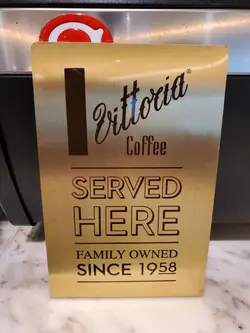 Vittoria®
Coffee
SERVED
HERE
FAMILY OWNED
SINCE 1958